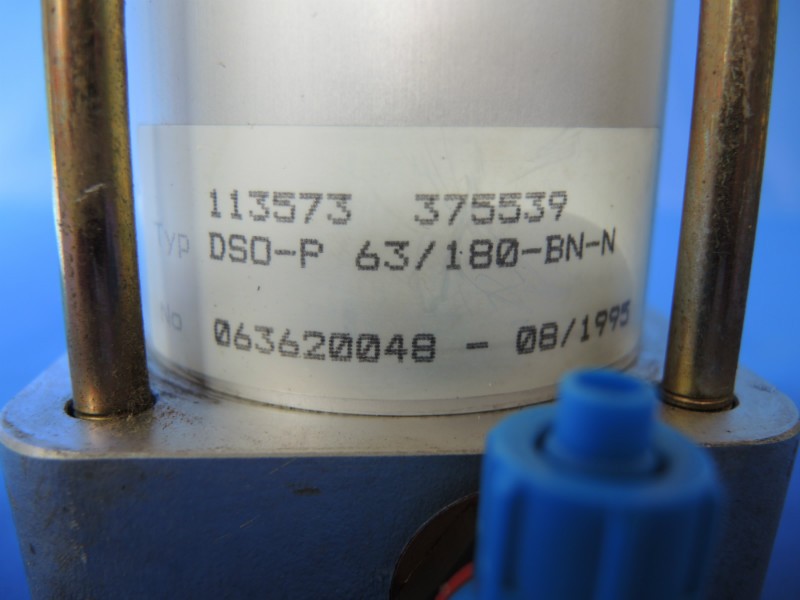 113573 375539
Typ DSO-P 63/180-BN-N
No 063620048 - 08/1995